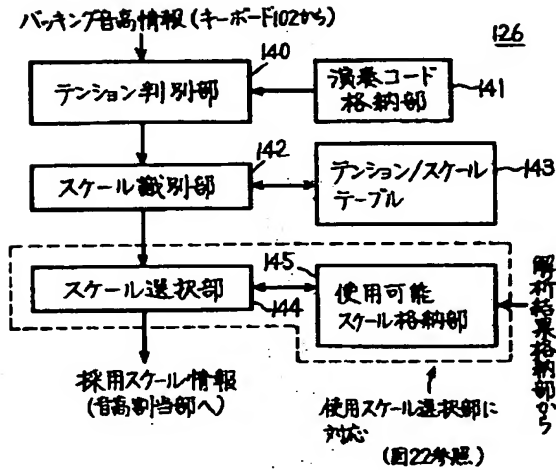 バッキング音高情報(キーボード102から)
126
140
テンション判別部
演奏コード
格納部
141
142
スケール識別部
テンション/スケール
テーブル
143
145
スケール選択部
144
使用可能
スケール格納部
解析結果格納部から
採用スケール情報
(音高割当部へ)
使用スケール選択部に
対応
(図22参照)